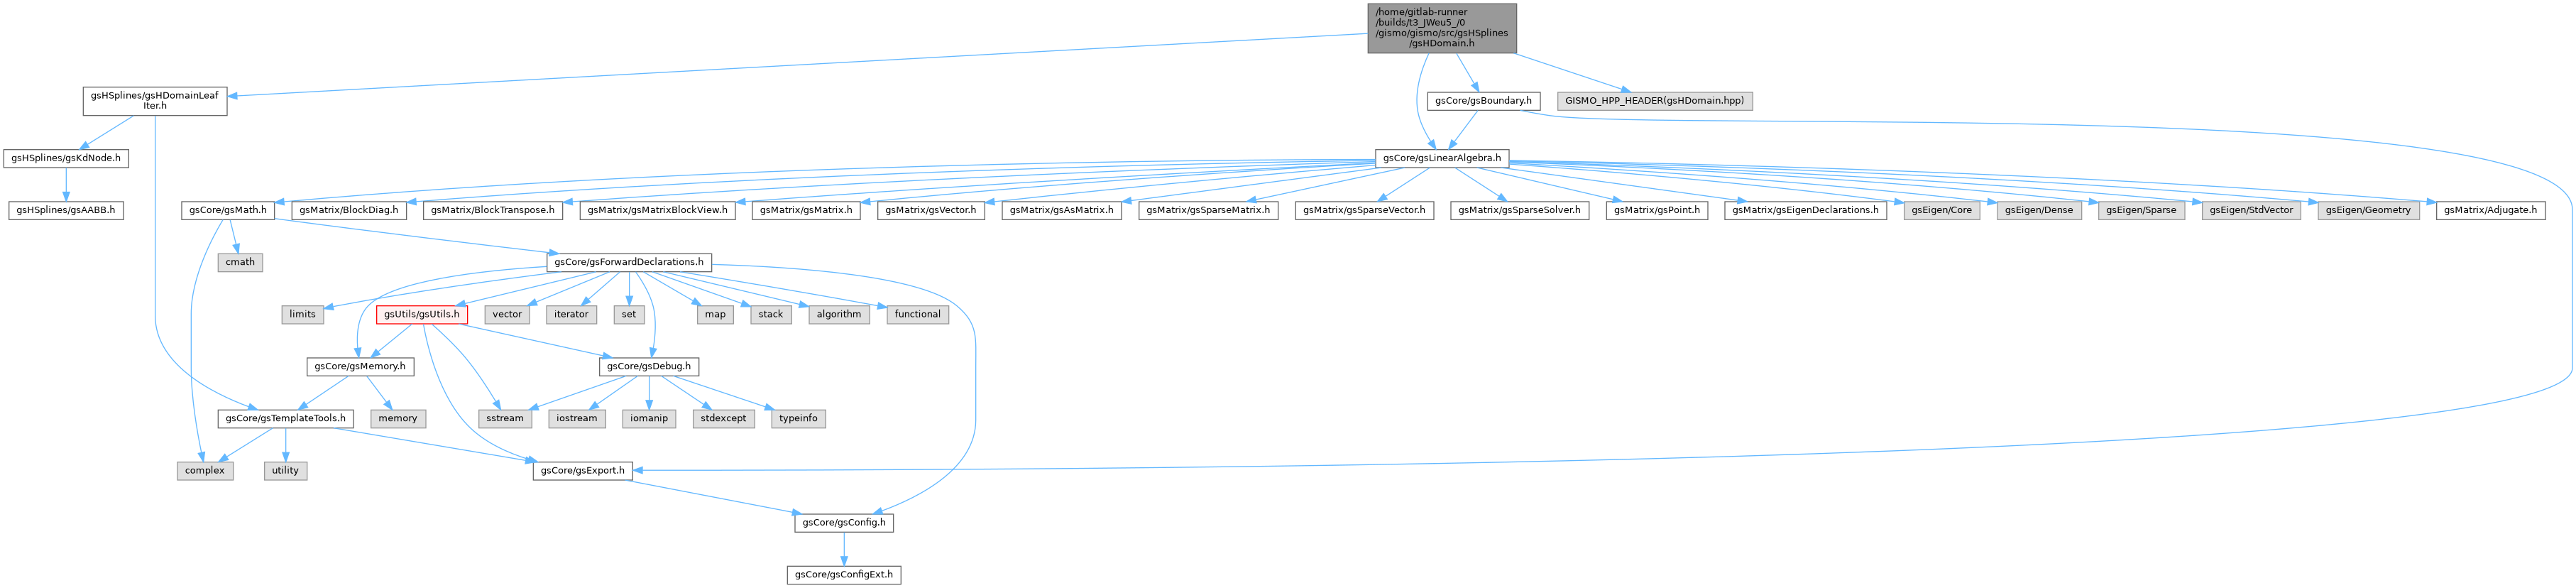 /home/gitlab-runner
/builds/t3_JWeu5_/0
/gismo/gismo/src/gsHSplines
/gsHDomain.h
gsHSplines/gsHDomainLeaf
Iter.h
gsCore/gsBoundary.h
GISMO_HPP_HEADER(gsHDomain.hpp)
gsHSplines/gsKdNode.h
gsCore/gsLinearAlgebra.h
gsHSplines/gsAABB.h
gsCore/gsMath.h
gsMatrix/BlockDiag.h
gsMatrix/BlockTranspose.h
gsMatrix/gsMatrixBlockView.h
gsMatrix/gsMatrix.h
gsMatrix/gsVector.h
gsMatrix/gsAsMatrix.h
gsMatrix/gsSparseMatrix.h
gsMatrix/gsSparseVector.h
gsMatrix/gsSparseSolver.h
gsMatrix/gsPoint.h
gsMatrix/gsEigenDeclarations.h
gsEigen/Core
gsEigen/Dense
gsEigen/Sparse
gsEigen/StdVector
gsEigen/Geometry
gsMatrix/Adjugate.h
cmath
gsCore/gsForwardDeclarations.h
limits
gsUtils/gsUtils.h
vector
iterator
set
map
stack
algorithm
functional
gsCore/gsMemory.h
gsCore/gsDebug.h
gsCore/gsTemplateTools.h
memory
sstream
iostream
iomanip
stdexcept
typeinfo
complex
utility
gsCore/gsExport.h
gsCore/gsConfig.h
gsCore/gsConfigExt.h